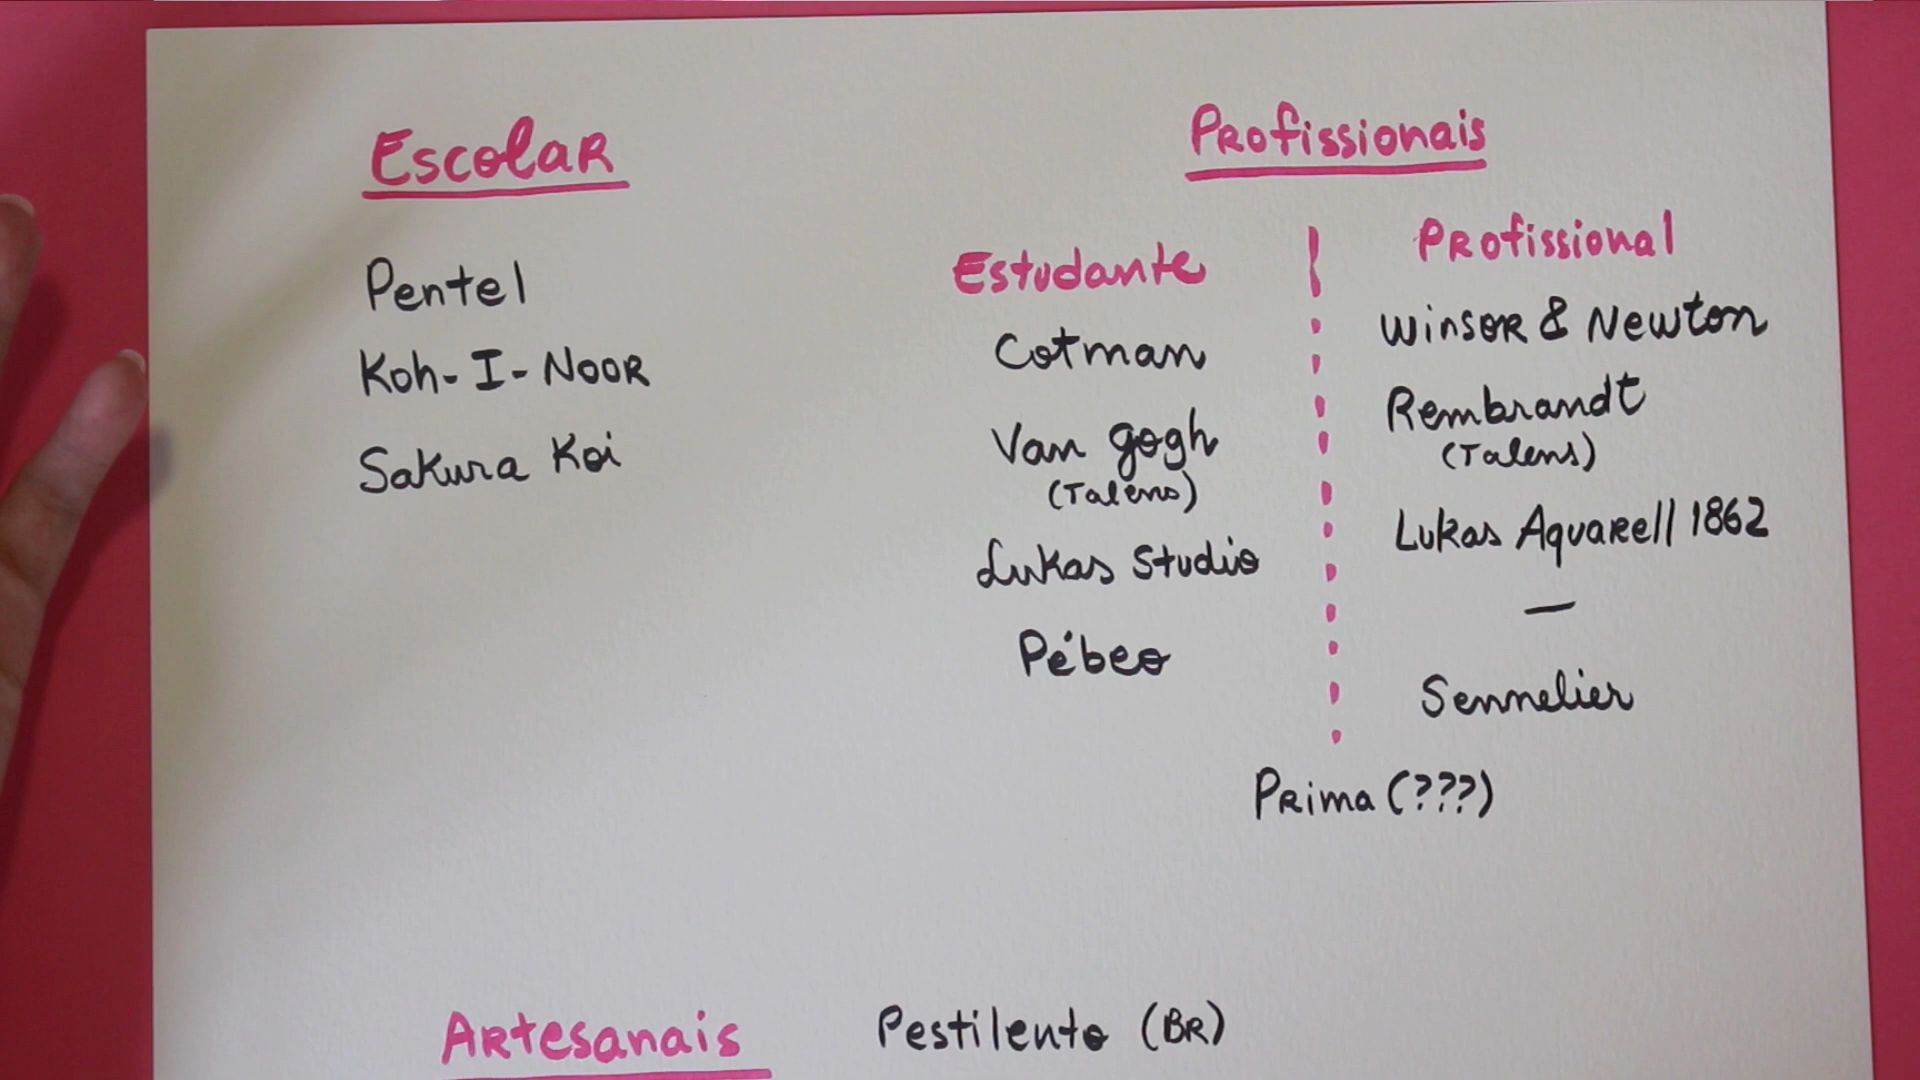 Escolar
Pentel
Koh-I-Noor
Sakura Koi
Profissionais
Estudante
Cotman
Van gogh
(Talens)
Lukas Studio
Pébeo
Profissional
Winsor & Newton
Rembrandt
(Talens)
Lukas Aquarell 1862
—
Sennelier
Prima (???)
Artesanais
Pestilento (BR)